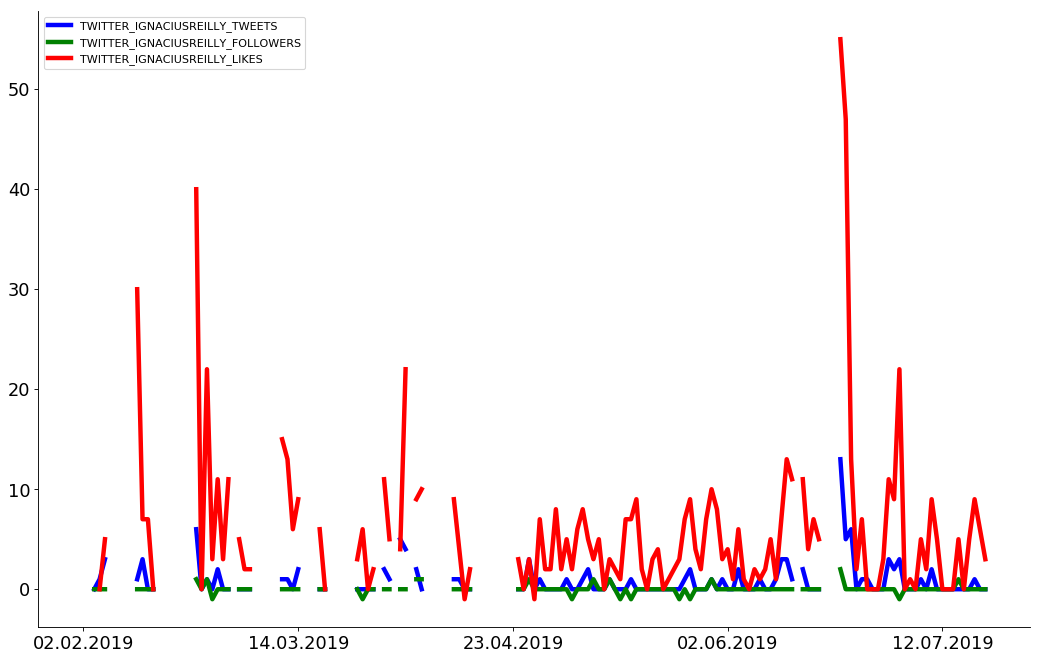 TWITTER_IGNACIUSREILLY_TWEETS
TWITTER_IGNACIUSREILLY_FOLLOWERS
TWITTER_IGNACIUSREILLY_LIKES
50
40
30
20
10
0
02.02.2019 14.03.2019 23.04.2019 02.06.2019 12.07.2019